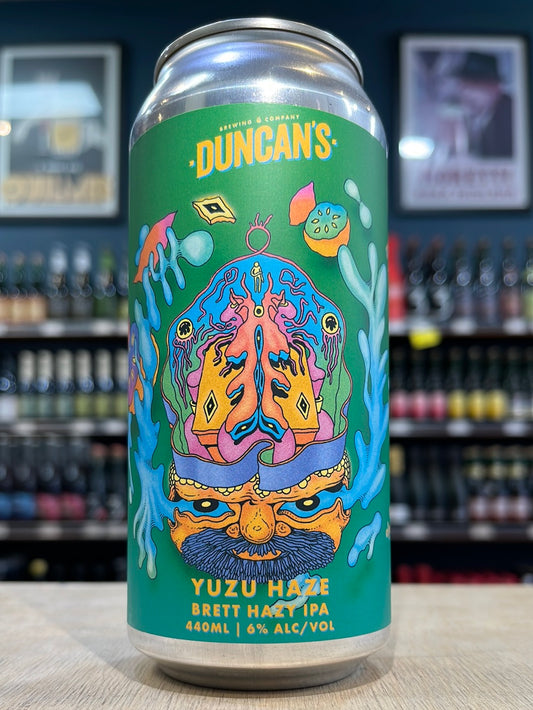 BREWING COMPANY
DUNCAN'S
YUZU HAZE
BRETT HAZY IPA
440ML | 6% ALC/VOL